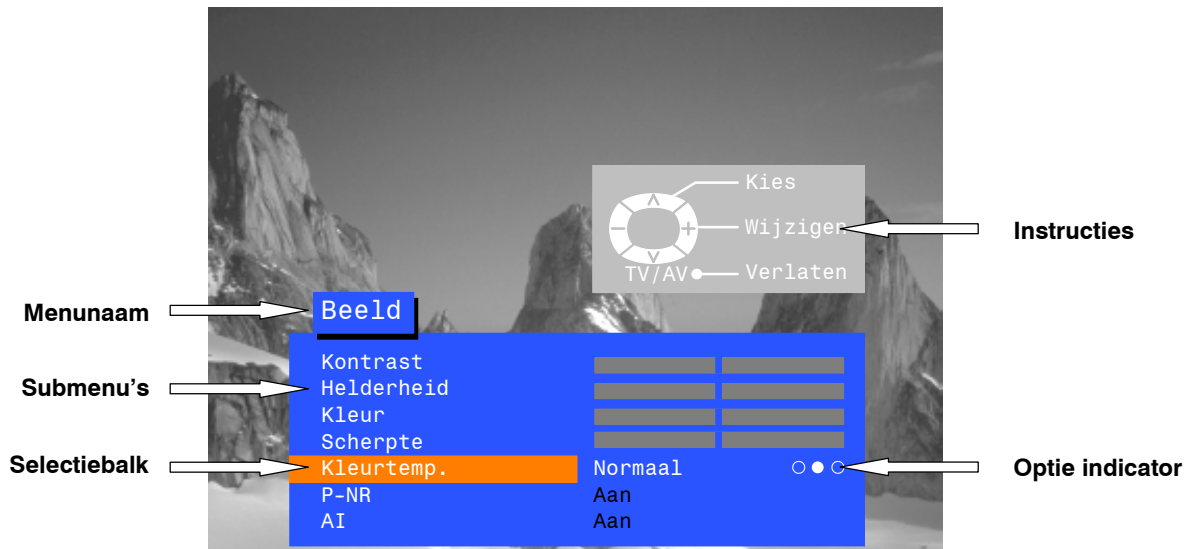 Kies
Wijzigen
Instructies
TV/AV Verlaten
Menunaam
Beeld
Kontrast
Submenu's
Helderheid
Kleur
Scherpte
Selectiebalk
Kleurtemp.
Normaal
Optie indicator
P-NR
Aan
AI
Aan